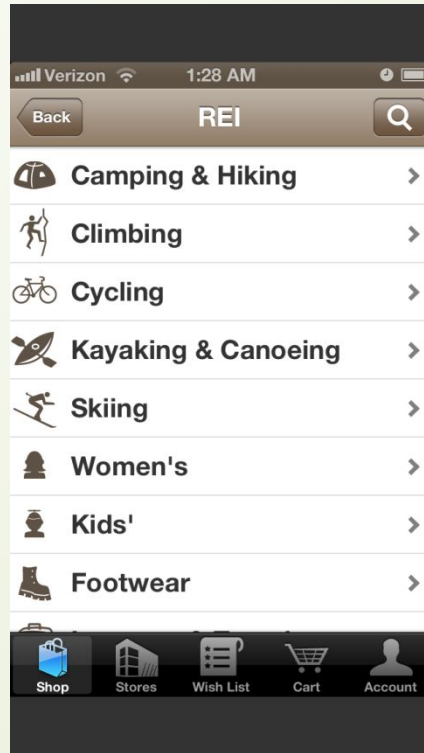 Verizon 1:28 AM
Back REI
Camping & Hiking
Climbing
Cycling
Kayaking & Canoeing
Skiing
Women's
Kids'
Footwear
Shop Stores Wish List Cart Account